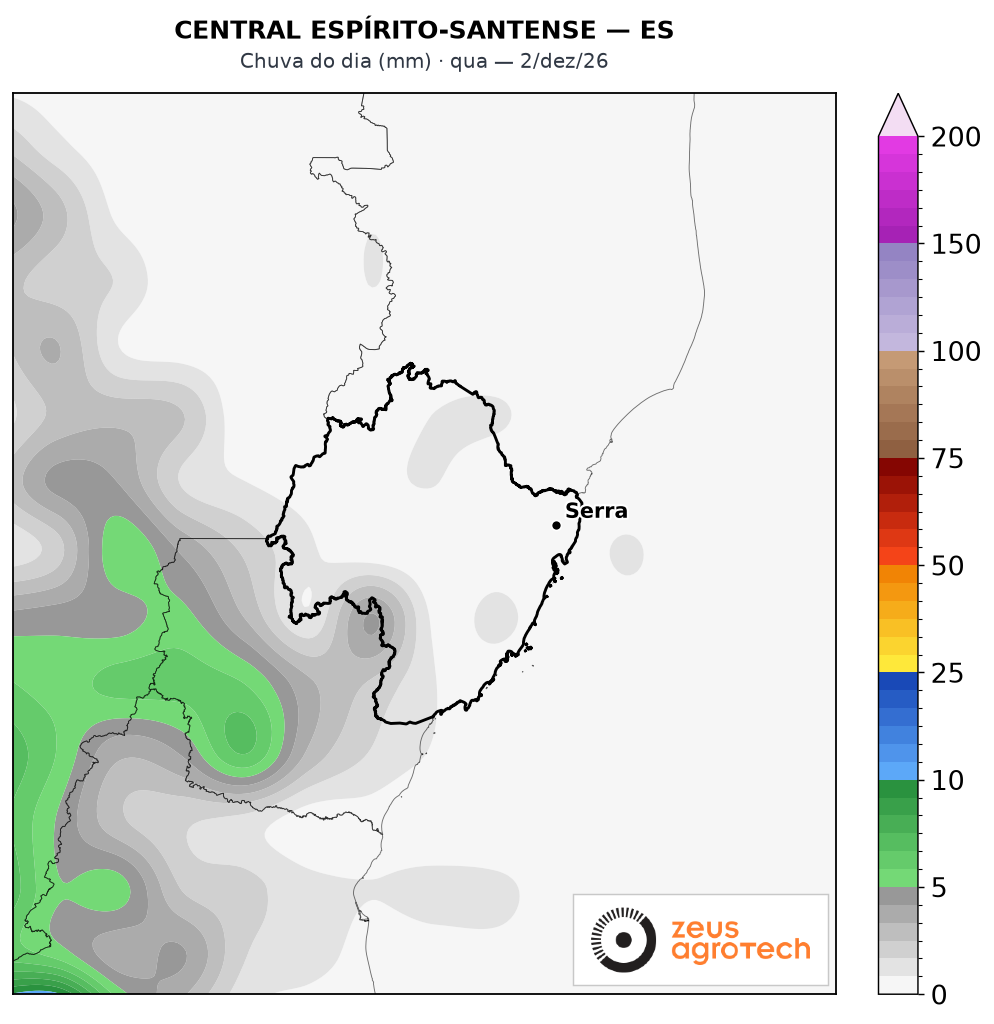 CENTRAL ESPÍRITO-SANTENSE — ES
Chuva do dia (mm) · qua — 2/dez/26
200
150
100
75
50
25
10
5
0
Serra
zeus
agrotech